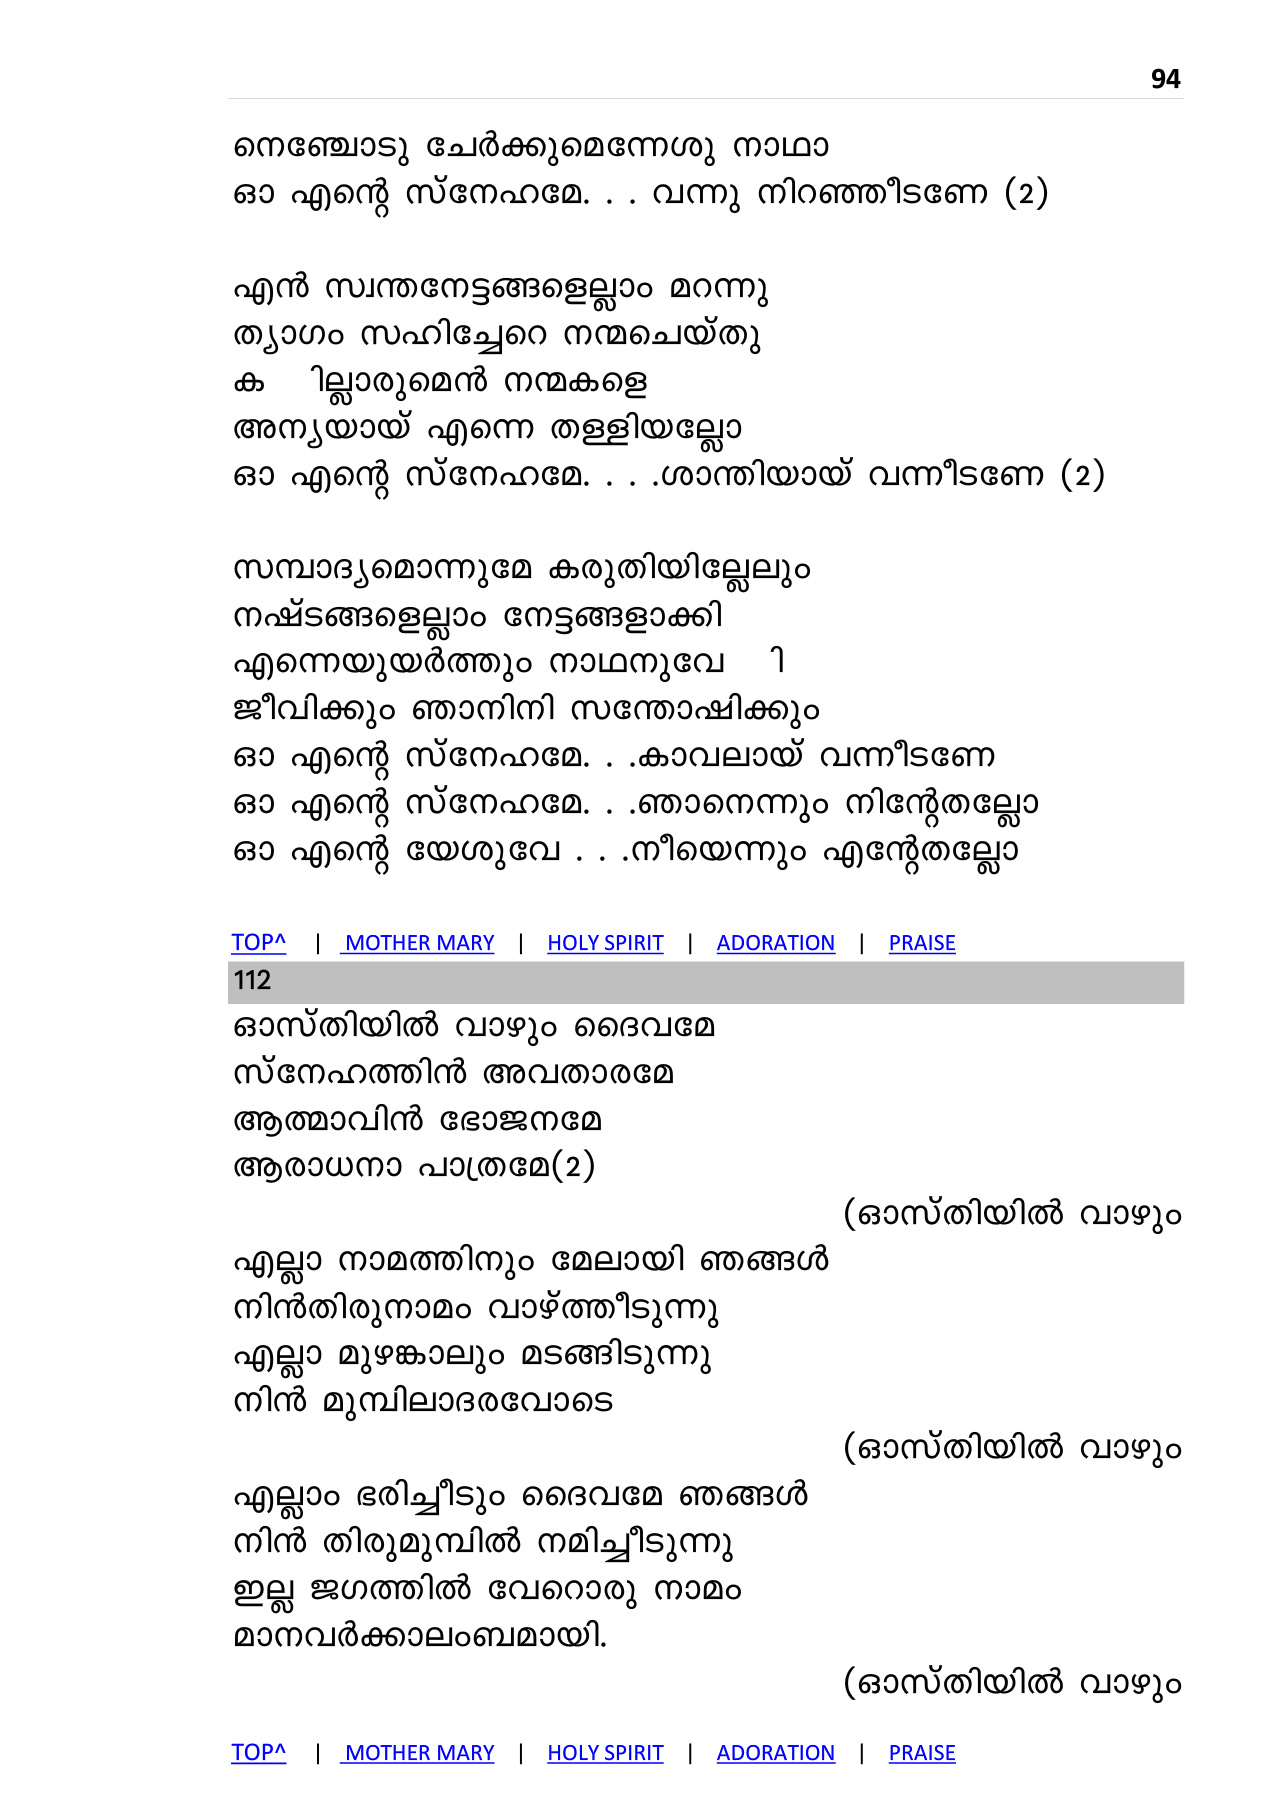 94
നെഞ്ചോടു ചേർക്കുമെന്നേശു നാഥാ
ഓ എന്റെ സ്നേഹമേ. . . വന്നു നിറഞ്ഞീടണേ (2)
എൻ സ്വന്തനേട്ടങ്ങളെല്ലാം മറന്നു
ത്യാഗം സഹിച്ചേറെ നന്മചെയ്തു
ക ില്ലാരുമെൻ നന്മകളെ
അന്യയായ് എന്നെ തള്ളിയല്ലോ
ഓ എന്റെ സ്നേഹമേ. . . .ശാന്തിയായ് വന്നീടണേ (2)
സമ്പാദ്യമൊന്നുമേ കരുതിയില്ലേലും
നഷ്ടങ്ങളെല്ലാം നേട്ടങ്ങളാക്കി
എന്നെയുയർത്തും നാഥനുവേ ി
ജീവിക്കും ഞാനിനി സന്തോഷിക്കും
ഓ എന്റെ സ്നേഹമേ. . .കാവലായ് വന്നീടണേ
ഓ എന്റെ സ്നേഹമേ. . .ഞാനെന്നും നിന്റേതല്ലോ
ഓ എന്റെ യേശുവേ . . .നീയെന്നും എന്റേതല്ലോ
TOP^ | MOTHER MARY | HOLY SPIRIT | ADORATION | PRAISE
112
ഓസ്തിയിൽ വാഴും ദൈവമേ
സ്നേഹത്തിൻ അവതാരമേ
ആത്മാവിൻ ഭോജനമേ
ആരാധനാ പാത്രമേ(2)
(ഓസ്തിയിൽ വാഴും
എല്ലാ നാമത്തിനും മേലായി ഞങ്ങൾ
നിൻതിരുനാമം വാഴ്ത്തീടുന്നു
എല്ലാ മുഴങ്കാലും മടങ്ങിടുന്നു
നിൻ മുമ്പിലാദരവോടെ
(ഓസ്തിയിൽ വാഴും
എല്ലാം ഭരിച്ചീടും ദൈവമേ ഞങ്ങൾ
നിൻ തിരുമുമ്പിൽ നമിച്ചീടുന്നു
ഇല്ല ജഗത്തിൽ വേറൊരു നാമം
മാനവർക്കാലംബമായി.
(ഓസ്തിയിൽ വാഴും
TOP^ | MOTHER MARY | HOLY SPIRIT | ADORATION | PRAISE